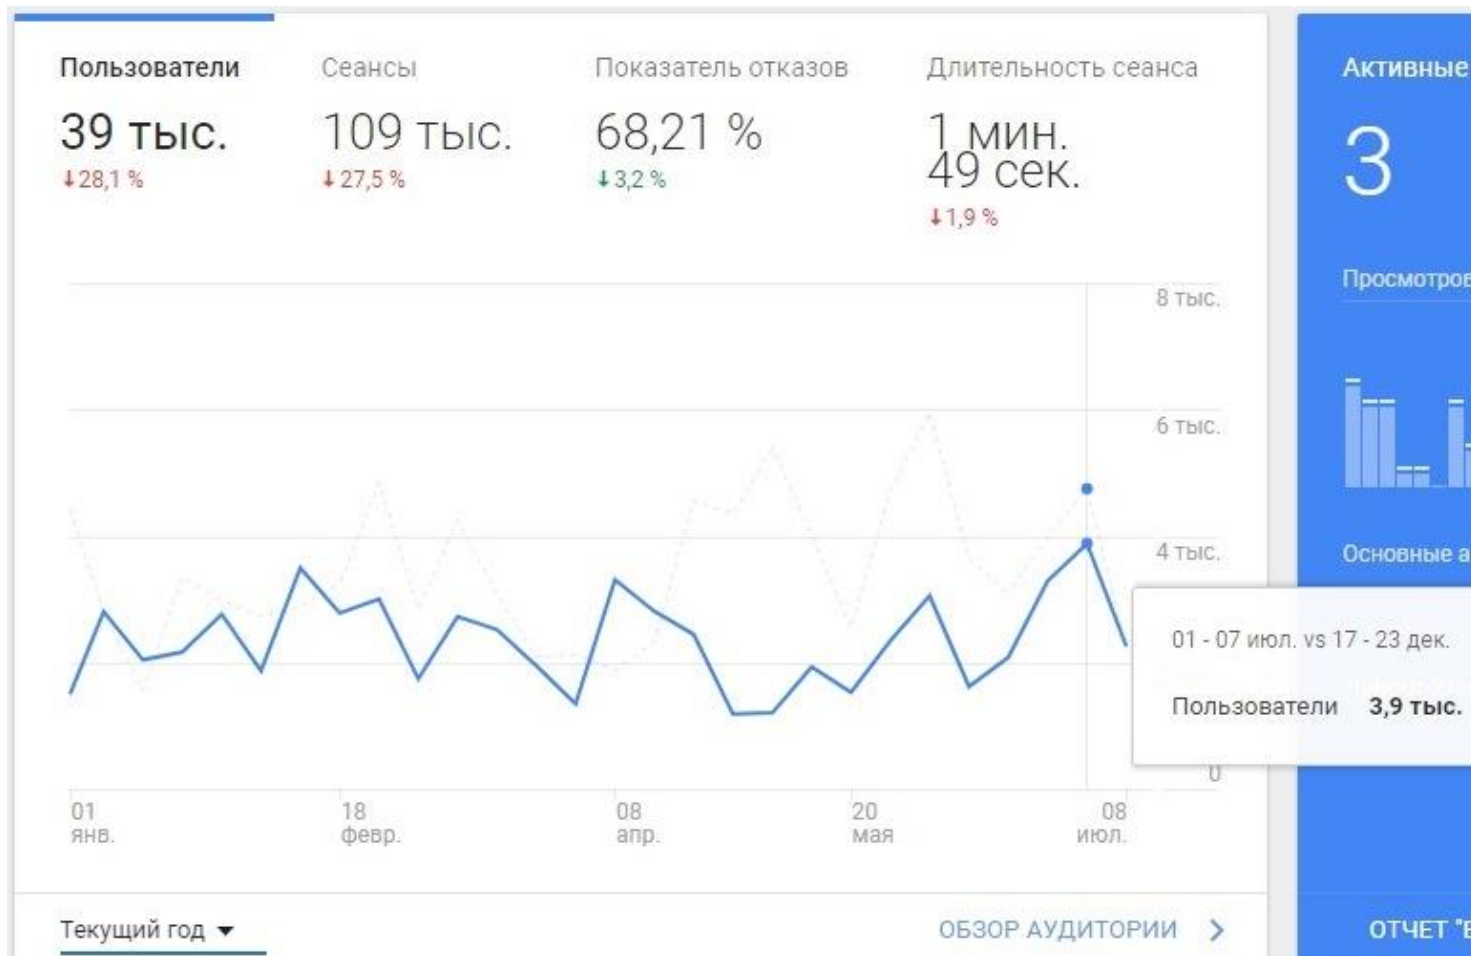 Пользователи
39 тыс.
↓28,1 %
Сеансы
109 тыс.
↓27,5 %
Показатель отказов
68,21 %
↓3,2 %
Длительность сеанса
1 мин.
49 сек.
↓1,9 %
8 тыс.
6 тыс.
4 тыс.
0
01
янв.
18
февр.
08
апр.
20
мая
08
июл.
01 - 07 июл. vs 17 - 23 дек.
Пользователи 3,9 тыс.
Текущий год
ОБЗОР АУДИТОРИИ
Активные
3
Просмотров
Основные а
ОТЧЕТ "В